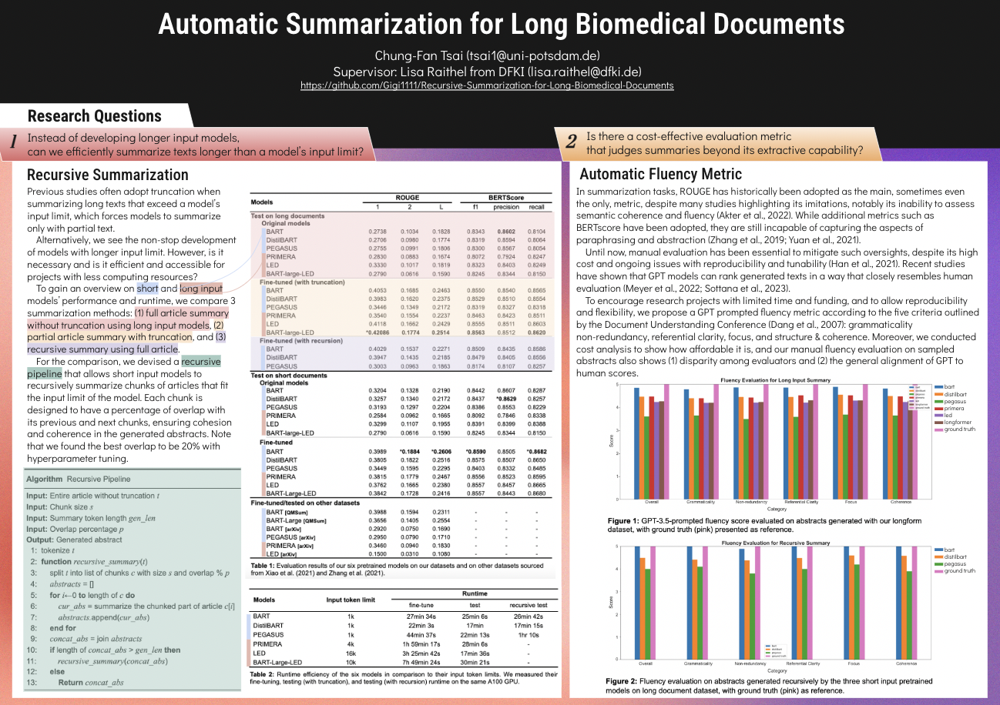 Automatic Summarization for Long Biomedical Documents
Chung-Fan Tsai (tsai1@uni-potsdam.de)
Supervisor: Lisa Raithel from DFKI (lisa.raithel@dfki.de)
https://github.com/Gigi1111/Recursive-Summarization-for-Long-Biomedical-Documents
Research Questions
1
Instead of developing longer input models,
can we efficiently summarize texts longer than a model's input limit?
2
Is there a cost-effective evaluation metric
that judges summaries beyond its extractive capability?
Recursive Summarization
Previous studies often adopt truncation when
summarizing long texts that exceed a model's
input limit, which forces models to summarize
only with partial text.
Alternatively, we see the non-stop development
of models with longer input limit. However, is it
necessary and is it efficient and accessible for
projects with less computing resources?
To gain an overview on short and long input
models' performance and runtime, we compare 3
summarization methods: (1) full article summary
without truncation using long input models, (2)
partial article summary with truncation, and (3)
recursive summary using full article.
For the comparison, we devised a recursive
pipeline that allows short input models to
recursively summarize chunks of articles that fit
the input limit of the model. Each chunk is
designed to have a percentage of overlap with
its previous and next chunks, ensuring cohesion
and coherence in the generated abstracts. Note
that we found the best overlap to be 20% with
hyperparameter tuning.
Algorithm Recursive Pipeline
Input: Entire article without truncation t
Input: Chunk size s
Input: Summary token length gen_len
Input: Overlap percentage p
Output: Generated abstract
1: tokenize t
2: function recursive_summary(t)
3: split t into list of chunks c with size s and overlap % p
4: abstracts = []
5: for i←0 to length of c do
6: cur_abs = summarize the chunked part of article c[i]
7: abstracts.append(cur_abs)
8: end for
9: concat_abs = join abstracts
10: if length of concat_abs > gen_len then
11: recursive_summary(concat_abs)
12: else
13: Return concat_abs
Models ROUGE BERTScore
1 2 L f1 precision recall
Test on long documents
Original models
BART 0.2738 0.1034 0.1828 0.8343 0.8602 0.8104
DistilBART 0.2706 0.0980 0.1774 0.8319 0.8594 0.8064
PEGASUS 0.2755 0.0991 0.1806 0.8300 0.8567 0.8054
PRIMERA 0.2830 0.0883 0.1674 0.8072 0.7924 0.8247
LED 0.3330 0.1017 0.1819 0.8323 0.8403 0.8249
BART-large-LED 0.2790 0.0616 0.1590 0.8245 0.8344 0.8150
Fine-tuned (with truncation)
BART 0.4053 0.1685 0.2463 0.8550 0.8540 0.8565
DistilBART 0.3983 0.1620 0.2375 0.8529 0.8510 0.8554
PEGASUS 0.3446 0.1349 0.2172 0.8319 0.8327 0.8318
PRIMERA 0.3540 0.1554 0.2237 0.8463 0.8423 0.8511
LED 0.4118 0.1662 0.2429 0.8555 0.8511 0.8603
BART-large-LED *0.42086 0.1774 0.2514 0.8563 0.8512 0.8620
Fine-tuned (with recursion)
BART 0.4029 0.1537 0.2271 0.8509 0.8435 0.8586
DistilBART 0.3947 0.1435 0.2185 0.8479 0.8405 0.8556
PEGASUS 0.3003 0.0963 0.1863 0.8174 0.8107 0.8257
Test on short documents
Original models
BART 0.3204 0.1328 0.2190 0.8442 0.8607 0.8287
DistilBART 0.3257 0.1340 0.2172 0.8437 *0.8629 0.8257
PEGASUS 0.3193 0.1297 0.2204 0.8386 0.8553 0.8229
PRIMERA 0.2584 0.0962 0.1665 0.8092 0.7846 0.8338
LED 0.3299 0.1107 0.1955 0.8391 0.8399 0.8388
BART-large-LED 0.2790 0.0616 0.1590 0.8245 0.8344 0.8150
Fine-tuned
BART 0.3989 *0.1884 *0.2606 *0.8590 0.8505 *0.8682
DistilBART 0.3805 0.1822 0.2516 0.8575 0.8507 0.8650
PEGASUS 0.3449 0.1595 0.2295 0.8403 0.8332 0.8485
PRIMERA 0.3815 0.1779 0.2467 0.8556 0.8523 0.8595
LED 0.3762 0.1665 0.2380 0.8557 0.8457 0.8665
BART-Large-LED 0.3842 0.1728 0.2416 0.8557 0.8443 0.8680
Fine-tuned/tested on other datasets
BART [QMSum] 0.3988 0.1594 0.2311 - - -
BART-Large [QMSum] 0.3656 0.1405 0.2554 - - -
BART [arXiv] 0.2920 0.0750 0.1690 - - -
PEGASUS [arXiv] 0.2950 0.0790 0.1710 - - -
PRIMERA [arXiv] 0.3460 0.0940 0.1830 - - -
LED [arXiv] 0.1500 0.0310 0.1080 - - -
Table 1: Evaluation results of our six pretrained models on our datasets and on other datasets sourced
from Xiao et al. (2021) and Zhang et al. (2021).
Models Input token limit Runtime
fine-tune test recursive test
BART 1k 27min 34s 25min 6s 26min 42s
DistilBART 1k 22min 3s 17min 17min 15s
PEGASUS 1k 44min 37s 22min 13s 1hr 10s
PRIMERA 4k 1h 59min 17s 28min 6s -
LED 16k 3h 25min 42s 17min 36s -
BART-Large-LED 10k 7h 49min 24s 30min 21s -
Table 2: Runtime efficiency of the six models in comparison to their input token limits. We measured their
fine-tuning, testing (with truncation), and testing (with recursion) runtime on the same A100 GPU.
Automatic Fluency Metric
In summarization tasks, ROUGE has historically been adopted as the main, sometimes even
the only, metric, despite many studies highlighting its imitations, notably its inability to assess
semantic coherence and fluency (Akter et al., 2022). While additional metrics such as
BERTscore have been adopted, they are still incapable of capturing the aspects of
paraphrasing and abstraction (Zhang et al., 2019; Yuan et al., 2021).
Until now, manual evaluation has been essential to mitigate such oversights, despite its high
cost and ongoing issues with reproducibility and tunability (Han et al., 2021). Recent studies
have shown that GPT models can rank generated texts in a way that closely resembles human
evaluation (Meyer et al., 2022; Sottana et al., 2023).
To encourage research projects with limited time and funding, and to allow reproducibility
and flexibility, we propose a GPT prompted fluency metric according to the five criteria outlined
by the Document Understanding Conference (Dang et al., 2007): grammaticality
non-redundancy, referential clarity, focus, and structure & coherence. Moreover, we conducted
cost analysis to show how affordable it is, and our manual fluency evaluation on sampled
abstracts also shows (1) disparity among evaluators and (2) the general alignment of GPT to
human scores.
Fluency Evaluation for Long Input Summary
5
4
3
2
1
0
Score
Overall Grammaticality Non-redundancy Referential Clarity Focus Coherence
Category
bart
distilbart
pegasus
primera
led
longformer
ground truth
Figure 1: GPT-3.5-prompted fluency score evaluated on abstracts generated with our longform
dataset, with ground truth (pink) presented as reference.
Fluency Evaluation for Recursive Summary
5
4
3
2
1
0
Score
Overall Grammaticality Non-redundancy Referential Clarity Focus Coherence
Category
bart
distilbart
pegasus
ground truth
Figure 2: Fluency evaluation on abstracts generated recursively by the three short input pretrained
models on long document dataset, with ground truth (pink) as reference.